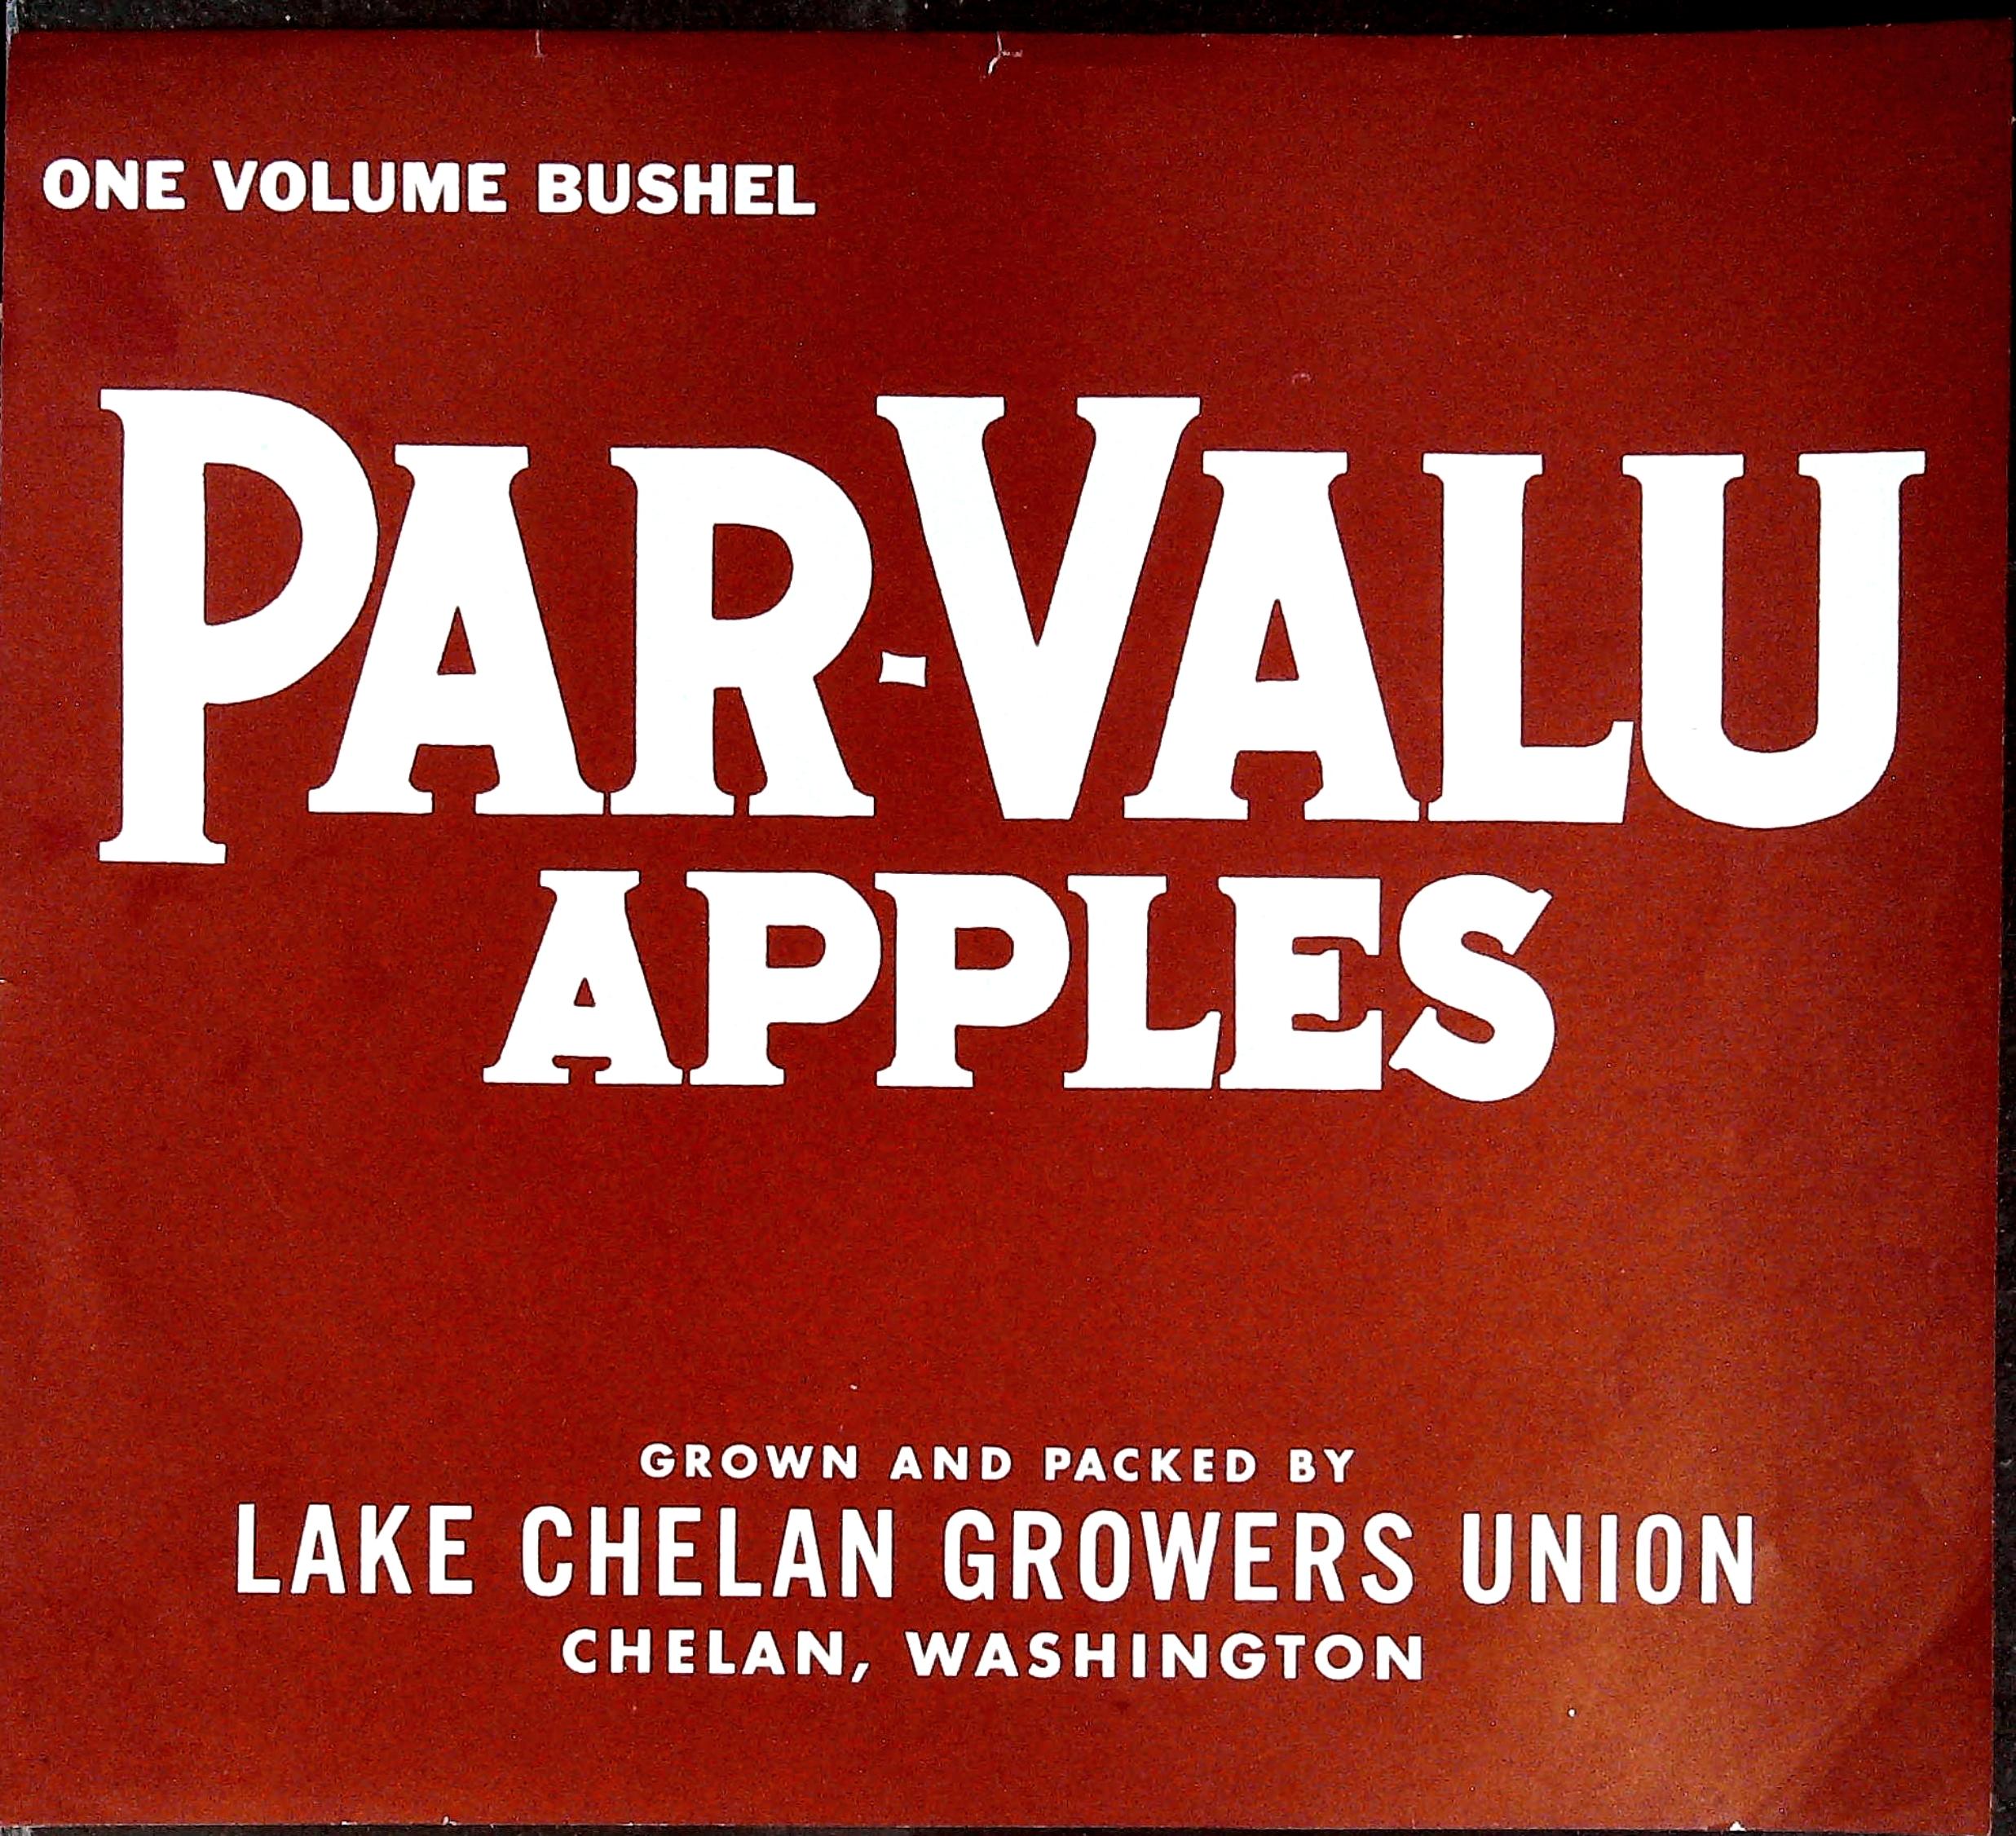 ONE VOLUME BUSHEL
PAR-VALU
APPLES
GROWN AND PACKED BY
LAKE CHELAN GROWERS UNION
CHELAN, WASHINGTON